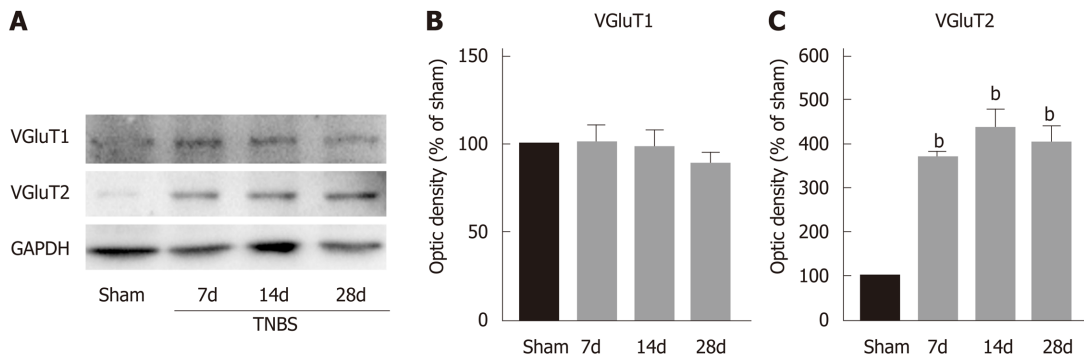 A
VGluT1
VGluT2
GAPDH
Sham 7d 14d 28d
TNBS
B
VGluT1
Optic density (% of sham)
150
100
50
0
Sham 7d 14d 28d
C
VGluT2
Optic density (% of sham)
600
500
400
300
200
100
0
b
b
b
Sham 7d 14d 28d